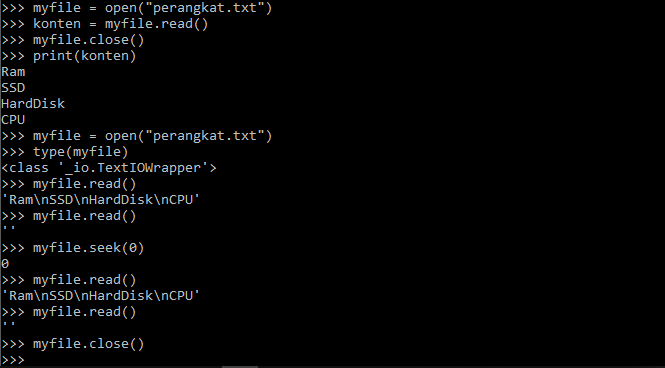 >>> myfile = open("perangkat.txt")
>>> konten = myfile.read()
>>> myfile.close()
>>> print(konten)
Ram
SSD
HardDisk
CPU
>>> myfile = open("perangkat.txt")
>>> type(myfile)
<class '_io.TextIOWrapper'>
>>> myfile.read()
'Ram\nSSD\nHardDisk\nCPU'
>>> myfile.read()
''
>>> myfile.seek(0)
0
>>> myfile.read()
'Ram\nSSD\nHardDisk\nCPU'
>>> myfile.read()
''
>>> myfile.close()
>>>